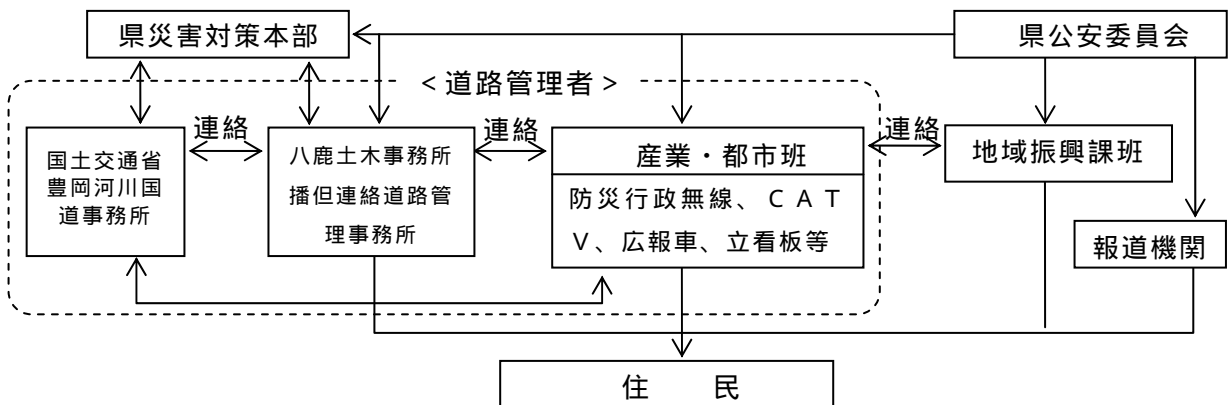 県災害対策本部
県公安委員会
＜道路管理者＞
連絡
連絡
連絡
国土交通省
豊岡河川国
道事務所
八鹿土木事務所
播但連絡道路管
理事務所
産業・都市班
防災行政無線、ＣＡＴ
Ｖ、広報車、立看板等
地域振興課班
報道機関
住　　民